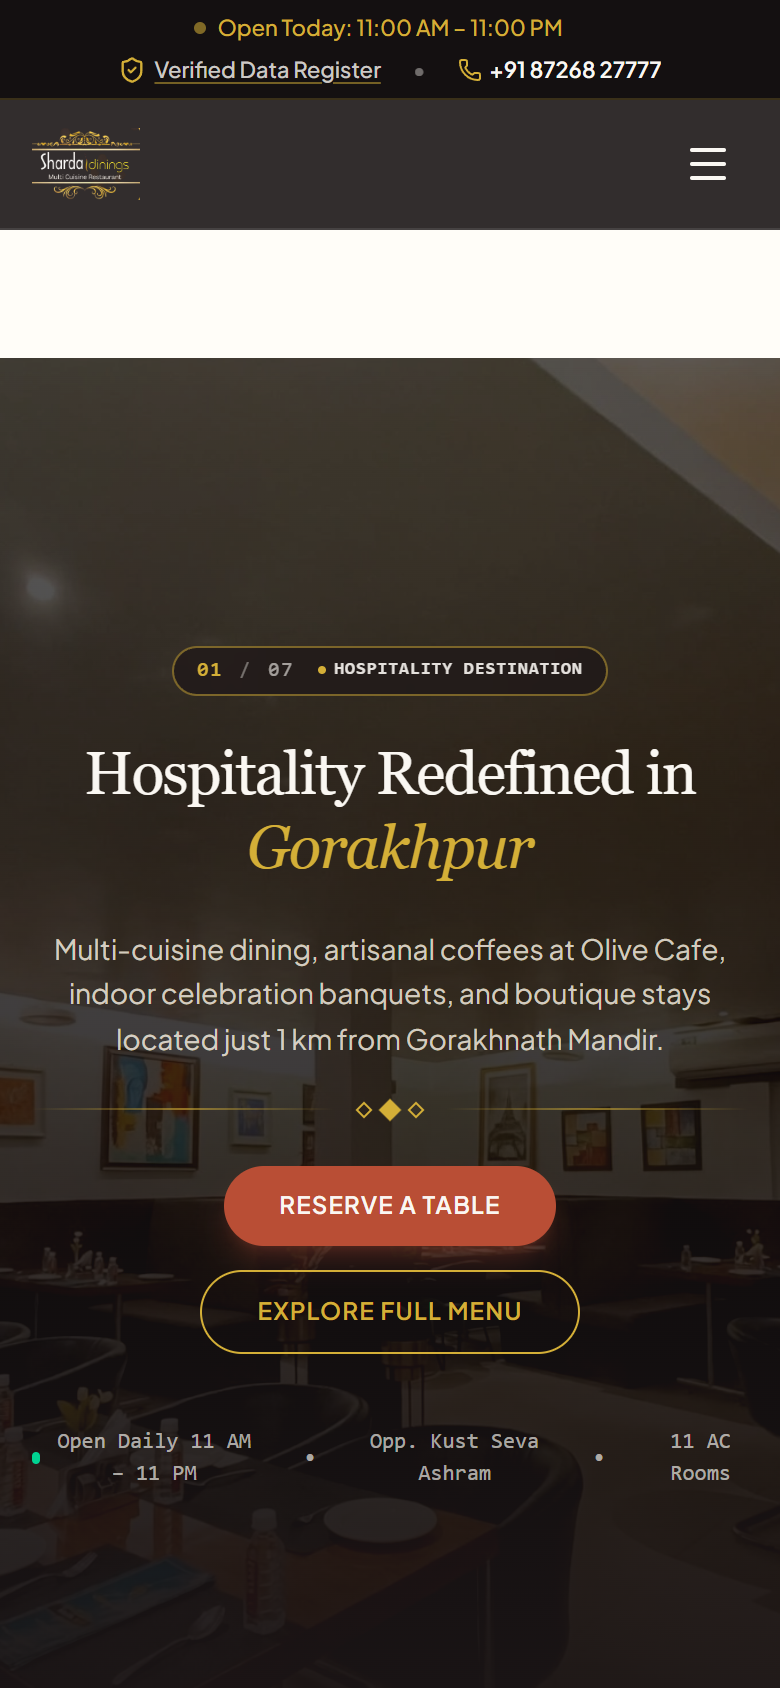 Open Today: 11:00 AM – 11:00 PM
Verified Data Register • +91 87268 27777
Sharda dinings
Multi Cuisine Restaurant
01 / 07 • HOSPITALITY DESTINATION
Hospitality Redefined in
Gorakhpur
Multi-cuisine dining, artisanal coffees at Olive Cafe,
indoor celebration banquets, and boutique stays
located just 1 km from Gorakhnath Mandir.
RESERVE A TABLE
EXPLORE FULL MENU
Open Daily 11 AM – 11 PM • Opp. Kust Seva Ashram • 11 AC Rooms